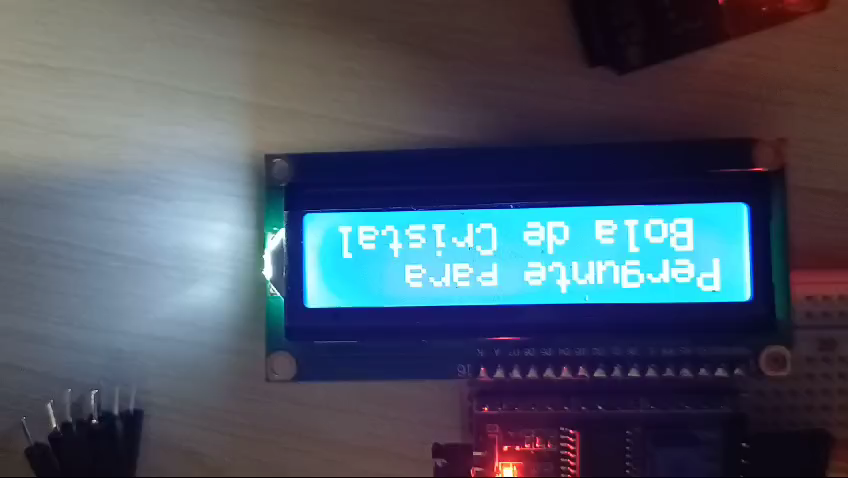 Pergunte para
Bola de Cristal
16